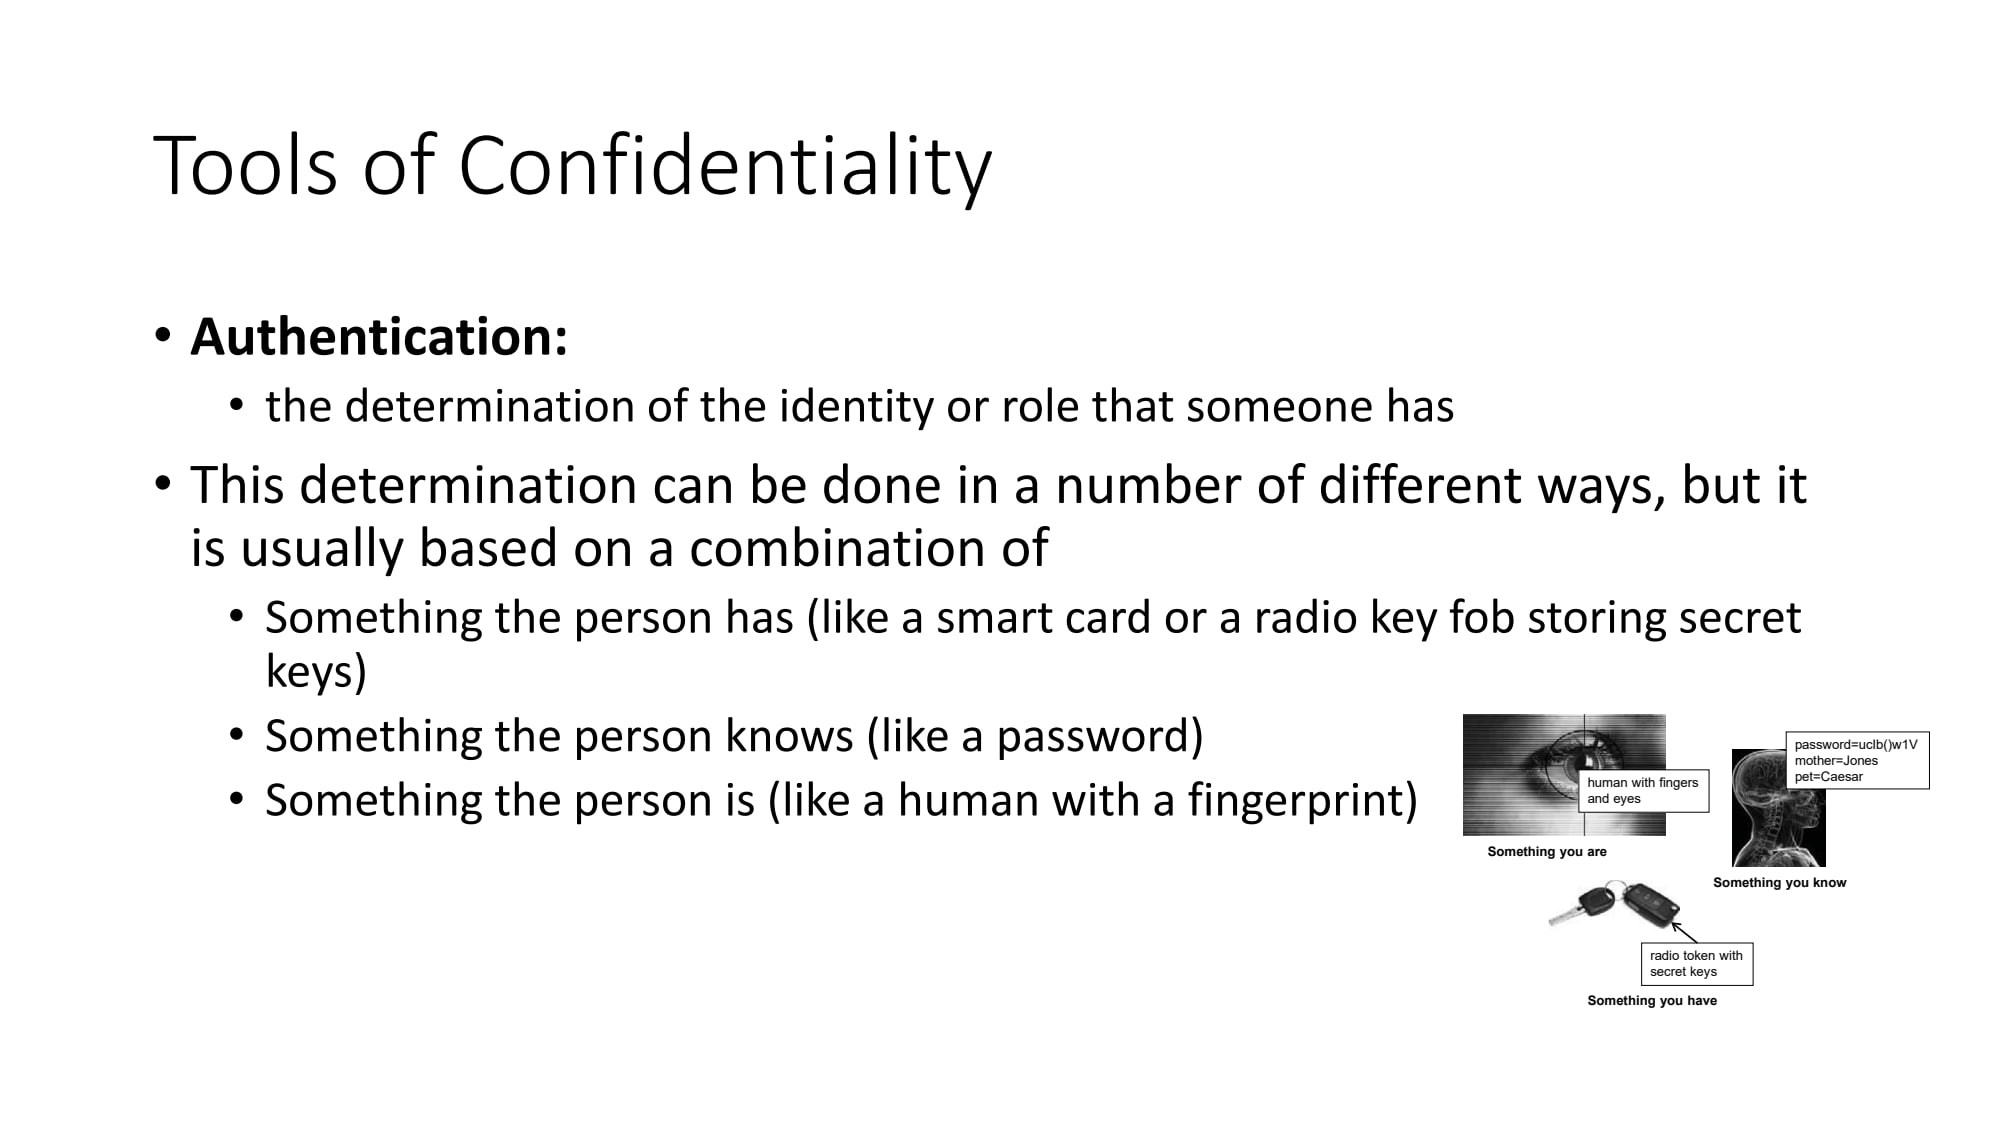 Tools of Confidentiality
• Authentication:
• the determination of the identity or role that someone has
• This determination can be done in a number of different ways, but it
is usually based on a combination of
• Something the person has (like a smart card or a radio key fob storing secret
keys)
• Something the person knows (like a password)
• Something the person is (like a human with a fingerprint)
human with fingers
and eyes
Something you are
password=uclb()w1V
mother=Jones
pet=Caesar
Something you know
radio token with
secret keys
Something you have